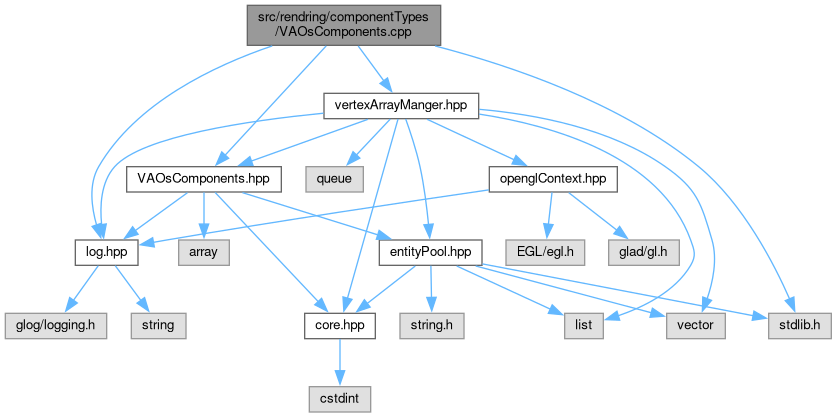 src/rendring/componentTypes
/VAOsComponents.cpp
vertexArrayManger.hpp
VAOsComponents.hpp
queue
openglContext.hpp
log.hpp
array
entityPool.hpp
EGL/egl.h
glad/gl.h
glog/logging.h
string
core.hpp
string.h
list
vector
stdlib.h
cstdint